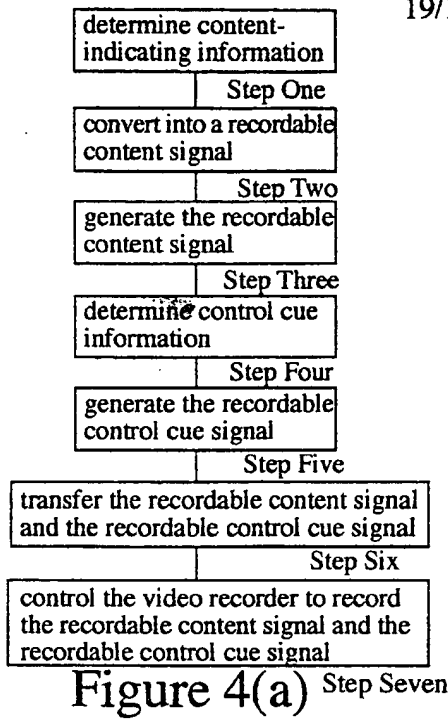 19/
determine content-
indicating information
Step One
convert into a recordable
content signal
Step Two
generate the recordable
content signal
Step Three
determine control cue
information
Step Four
generate the recordable
control cue signal
Step Five
transfer the recordable content signal
and the recordable control cue signal
Step Six
control the video recorder to record
the recordable content signal and the
recordable control cue signal
Figure 4(a) Step Seven